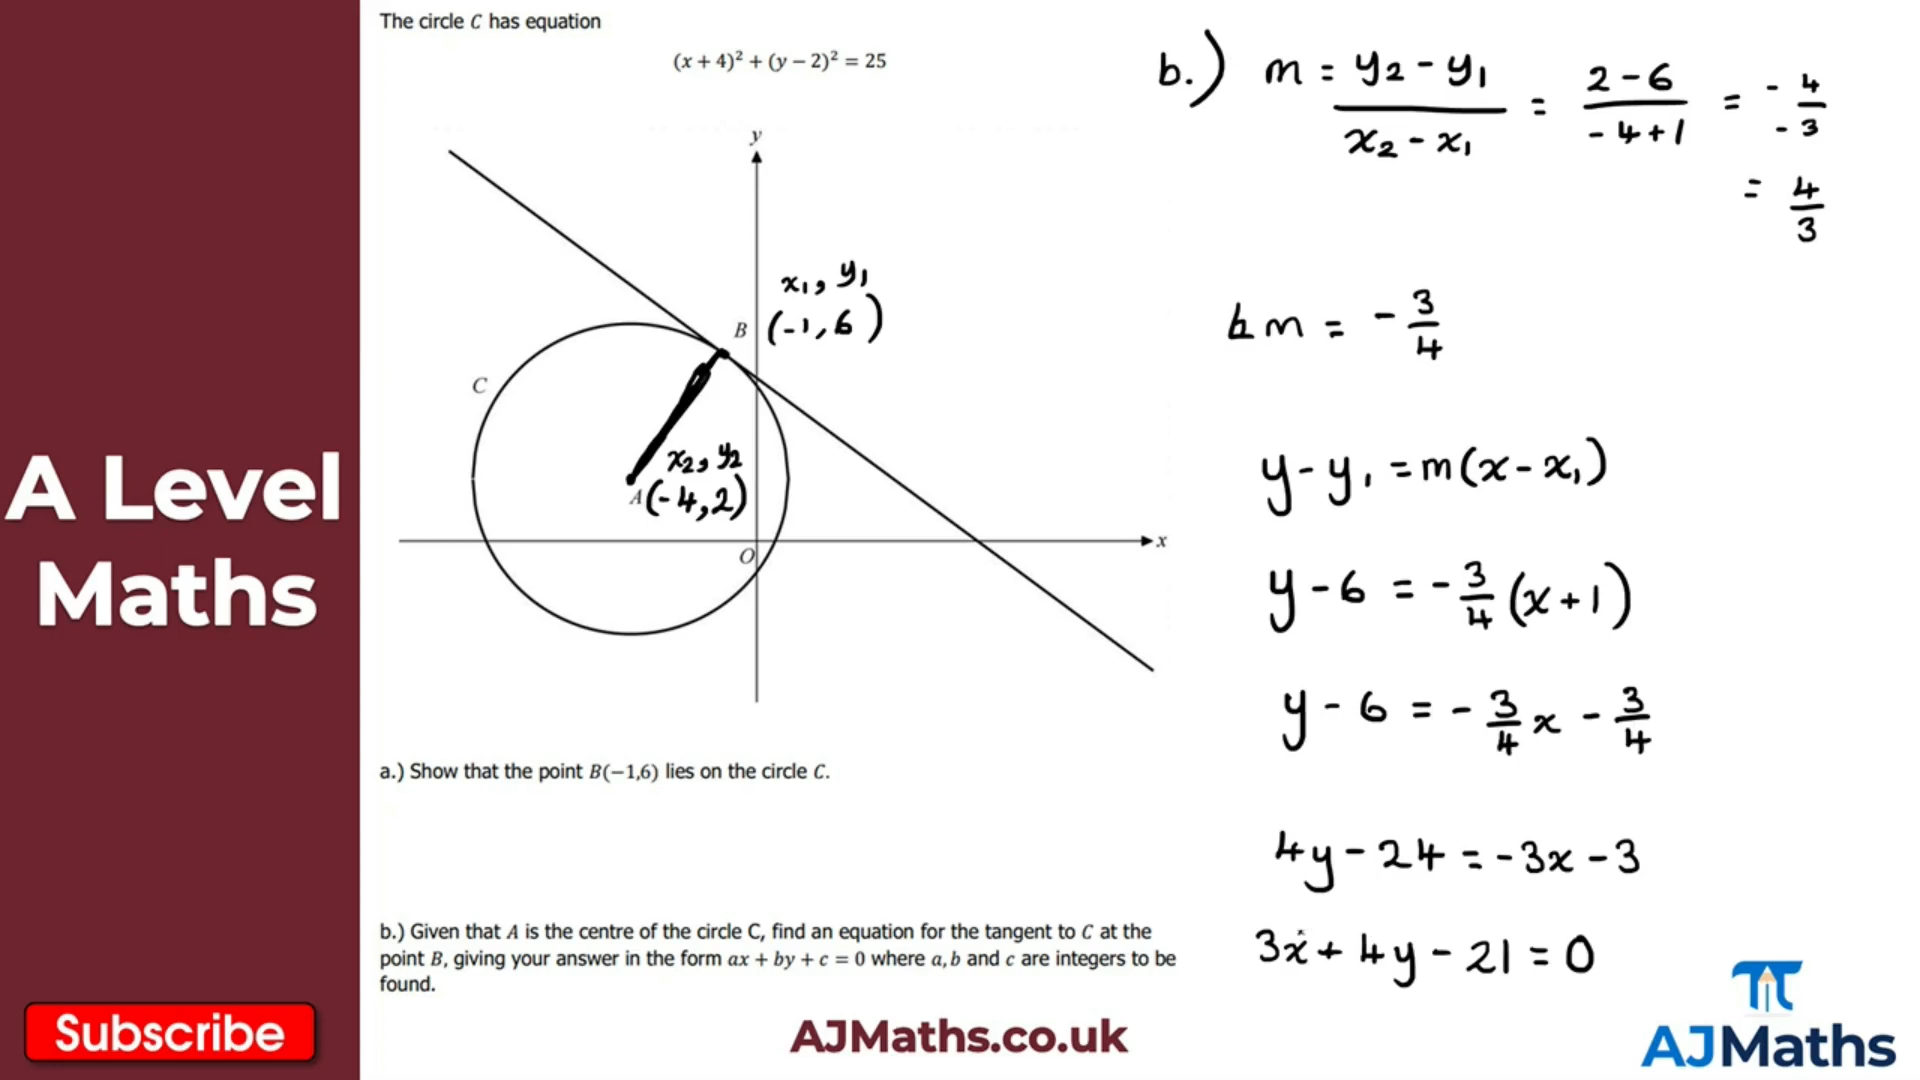 The circle C has equation
(x + 4)² + (y − 2)² = 25
y
x₁, y₁
B (-1, 6)
C
x₂, y₂
A (-4, 2)
O
x
a.) Show that the point B(−1,6) lies on the circle C.
b.) Given that A is the centre of the circle C, find an equation for the tangent to C at the
point B, giving your answer in the form ax + by + c = 0 where a, b and c are integers to be
found.
b.) m = y₂ - y₁ / x₂ - x₁ = 2 - 6 / -4 + 1 = -4 / -3
= 4/3
m = -3/4
y - y₁ = m(x - x₁)
y - 6 = -3/4 (x + 1)
y - 6 = -3/4 x - 3/4
4y - 24 = -3x - 3
3x + 4y - 21 = 0
A Level
Maths
Subscribe
AJMaths.co.uk
AJMaths